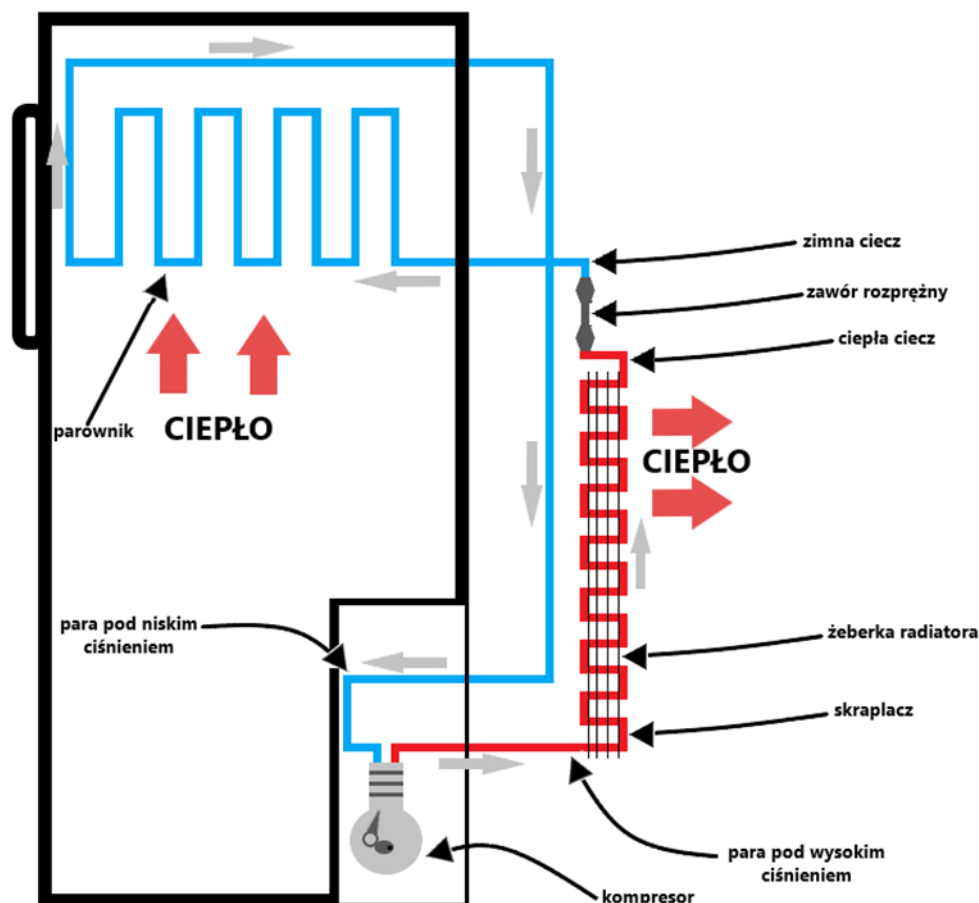 zimna ciecz
zawór rozprężny
ciepła ciecz
parownik
CIEPŁO
CIEPŁO
para pod niskim
ciśnieniem
żeberka radiatora
skraplacz
para pod wysokim
ciśnieniem
kompresor